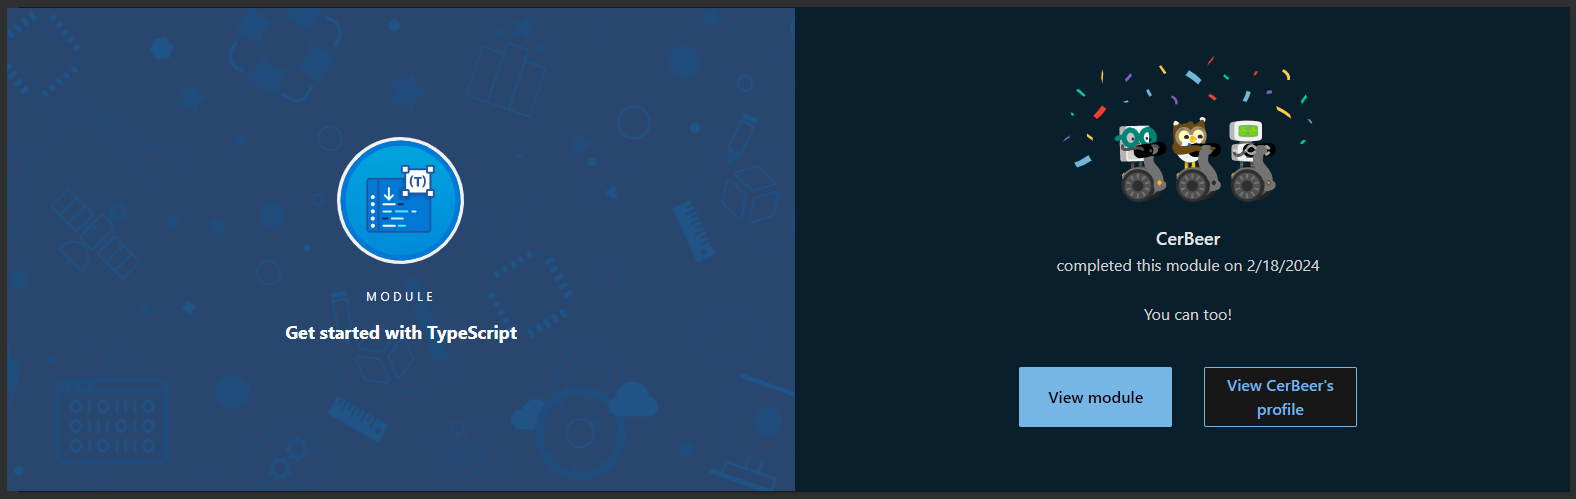 (T)
MODULE
Get started with TypeScript
CerBeer
completed this module on 2/18/2024
You can too!
View module
View CerBeer's
profile